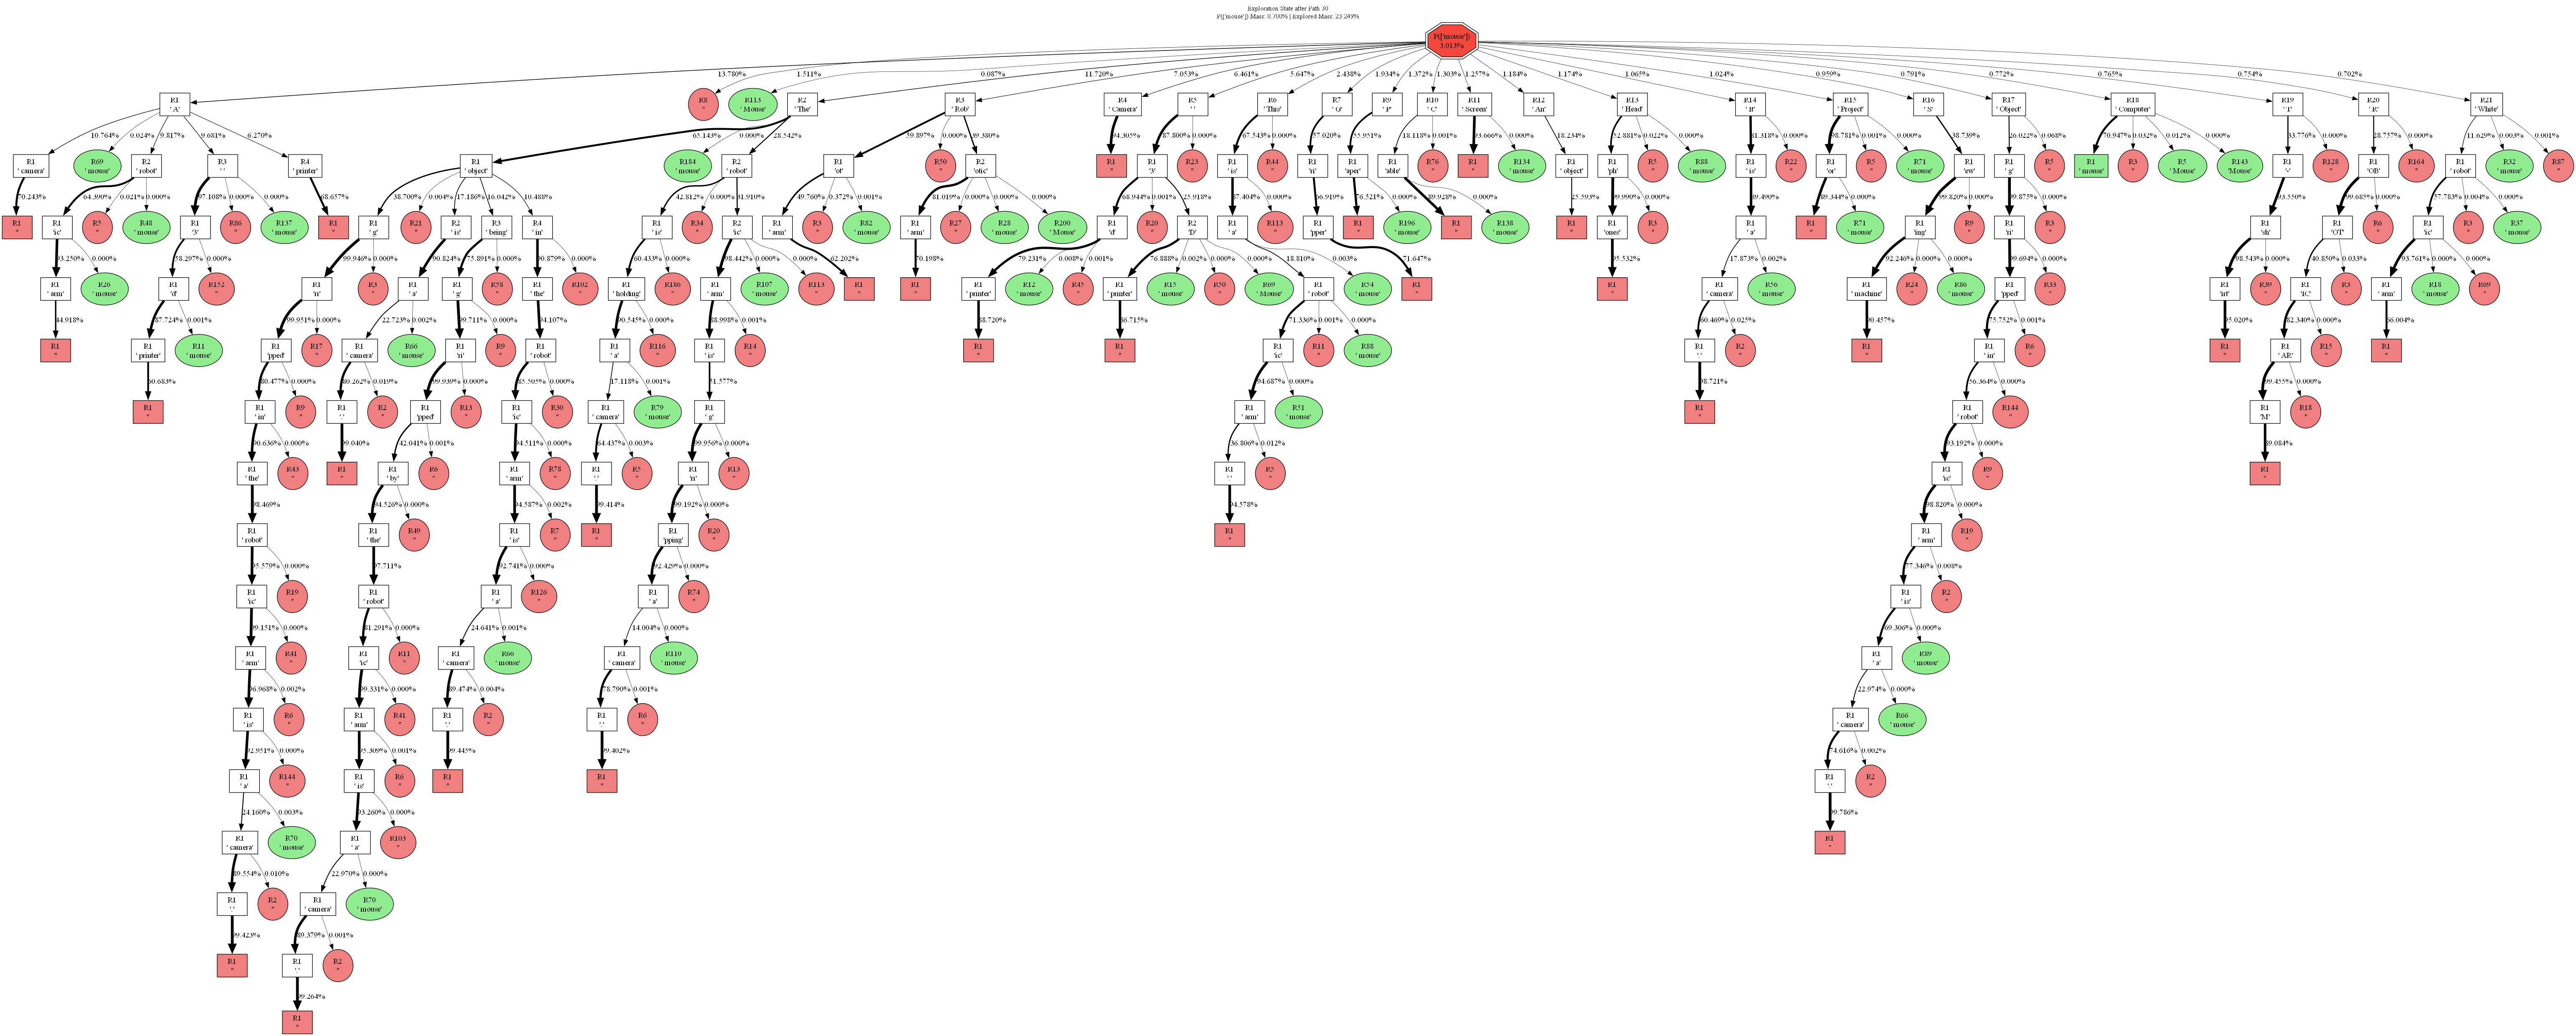 Exploration State after Path 30
P(['mouse']) Mass: 0.700% | Explored Mass: 23.249%
P(['mouse'])
3.013%
13.780% 1.511% 0.087% 11.720% 7.053% 6.461% 5.647% 2.438% 1.934% 1.372% 1.303% 1.257% 1.184% 1.174% 1.065% 1.024% 0.959% 0.791% 0.772% 0.765% 0.754% 0.702%
R1 R8 R113 R2 R3 R4 R5 R6 R7 R9 R10 R11 R12 R13 R14 R15 R16 R17 R18 R19 R20 R21
' A' '' ' Mouse' ' The' ' Rob' ' Camera' ' ' ' This' ' G' ' P' ' C' ' Screen' ' An' ' Head' ' If' ' Project' ' S' ' Object' ' Computer' ' T' ' R' ' White'
10.764% 0.024% 9.817% 9.681% 6.270% 65.143% 0.000% 28.542% 59.897% 0.000% 39.380% 94.305% 87.800% 0.000% 67.543% 0.000% 57.020% 55.951% 18.118% 0.001% 93.666% 0.000% 18.234% 52.881% 0.022% 0.000% 81.318% 0.000% 98.781% 0.001% 0.000% 38.739% 26.022% 0.068% 70.947% 0.032% 0.012% 0.000% 33.776% 0.000% 28.757% 0.000% 11.629% 0.003% 0.001%
R1 R69 R2 R3 R4 R1 R184 R2 R1 R50 R2 R1 R1 R23 R1 R44 R1 R1 R1 R76 R1 R134 R1 R1 R5 R88 R1 R22 R1 R5 R71 R1 R1 R5 R1 R3 R5 R143 R1 R128 R1 R164 R1 R32 R87
' camera' ' mouse' ' robot' ' printer' ' object' ' mouse' ' robot' 'ot' 'otic' '3' ' is' 'ri' 'aper' 'able' ' mouse' ' object' 'ph' ' mouse' ' is' 'or' ' mouse' 'ew' ' g' ' mouse' ' Mouse' 'Mouse' '-' 'OB' ' robot' ' mouse'
70.243% 64.390% 0.021% 0.000% 97.108% 0.000% 0.000% 68.657% 38.700% 0.004% 17.186% 16.042% 10.488% 42.812% 0.000% 31.910% 49.760% 0.372% 0.001% 81.019% 0.000% 0.000% 0.000% 68.944% 0.001% 25.918% 87.404% 0.000% 56.919% 76.521% 0.000% 89.928% 0.000% 25.599% 99.990% 0.000% 89.490% 89.344% 0.000% 99.820% 0.000% 99.875% 0.000% 93.550% 99.685% 0.000% 57.783% 0.004% 0.000%
R1 R1 R5 R48 R1 R86 R137 R1 R1 R21 R2 R3 R4 R1 R34 R2 R1 R3 R82 R1 R27 R28 R200 R1 R20 R2 R1 R113 R1 R1 R196 R1 R138 R1 R1 R3 R1 R1 R71 R1 R9 R1 R3 R1 R1 R6 R1 R3 R37
'ic' ' mouse' '3' ' mouse' ' g' ' is' ' being' ' in' ' is' 'ic' ' arm' ' mouse' ' arm' ' mouse' ' Mouse' 'd' 'D' ' a' 'pper' ' mouse' ' mouse' 'ones' ' a' ' mouse' 'ing' 'ri' 'sh' 'OT' 'ic' ' mouse'
93.250% 0.000% 58.297% 0.000% 99.946% 0.000% 90.824% 75.891% 0.000% 90.879% 0.000% 60.433% 0.000% 98.442% 0.000% 0.000% 62.202% 70.198% 79.231% 0.008% 0.001% 76.888% 0.002% 0.000% 0.000% 18.810% 0.003% 71.647% 95.532% 17.873% 0.002% 92.246% 0.000% 0.000% 99.694% 0.000% 98.543% 0.000% 40.850% 0.033% 93.761% 0.000% 0.000%
R1 R26 R1 R152 R1 R3 R1 R1 R58 R1 R102 R1 R186 R1 R107 R113 R1 R1 R1 R12 R45 R1 R15 R50 R69 R1 R54 R1 R1 R1 R56 R1 R24 R86 R1 R33 R1 R39 R1 R3 R1 R18 R69
' arm' ' mouse' 'd' 'ri' ' a' ' g' ' the' ' holding' ' arm' ' mouse' ' printer' ' mouse' ' printer' ' mouse' ' Mouse' ' robot' ' mouse' ' camera' ' mouse' ' machine' ' mouse' 'pped' 'irt' 'IC' ' arm' ' mouse'
44.918% 87.724% 0.001% 99.951% 0.000% 22.723% 0.002% 99.711% 0.000% 94.107% 90.545% 0.000% 88.998% 0.001% 88.720% 86.715% 71.336% 0.001% 0.000% 60.469% 0.025% 90.457% 75.752% 0.001% 95.020% 82.340% 0.000% 66.004%
R1 R1 R11 R1 R17 R1 R66 R1 R9 R1 R1 R116 R1 R14 R1 R1 R1 R11 R88 R1 R2 R1 R1 R6 R1 R1 R15 R1
' printer' ' mouse' 'pped' ' camera' ' mouse' 'ri' ' robot' ' a' ' is' 'ic' ' mouse' '.' ' in' ' AR'
60.683% 80.477% 0.000% 80.262% 0.019% 99.939% 0.000% 85.505% 0.000% 17.118% 0.001% 51.577% 94.687% 0.000% 98.721% 56.364% 0.000% 99.455% 0.000%
R1 R1 R9 R1 R2 R1 R13 R1 R30 R1 R79 R1 R1 R51 R1 R1 R144 R1 R18
' in' '.' 'pped' 'ic' ' camera' ' mouse' ' g' ' arm' ' mouse' ' robot' 'M'
90.636% 0.000% 99.040% 42.041% 0.001% 94.511% 0.000% 64.437% 0.003% 99.956% 0.000% 36.806% 0.012% 93.192% 0.000% 89.084%
R1 R43 R1 R1 R6 R1 R78 R1 R5 R1 R13 R1 R5 R1 R9 R1
' the' ' by' ' arm' '.' 'ri' '.' 'ic'
98.469% 94.526% 0.000% 94.587% 0.002% 99.414% 99.192% 0.000% 94.578% 98.820% 0.000%
R1 R1 R49 R1 R7 R1 R1 R20 R1 R1 R19
' robot' ' the' ' is' 'pping' ' arm'
95.579% 0.000% 97.711% 92.741% 0.000% 92.429% 0.000% 77.346% 0.008%
R1 R19 R1 R1 R126 R1 R74 R1 R2
'ic' ' robot' ' a' ' a' ' is'
99.151% 0.000% 81.291% 0.000% 24.641% 0.001% 14.004% 0.000% 69.306% 0.000%
R1 R41 R1 R11 R1 R66 R1 R110 R1 R89
' arm' 'ic' ' camera' ' mouse' ' camera' ' mouse' ' a' ' mouse'
96.968% 0.002% 99.331% 0.000% 89.474% 0.004% 78.790% 0.001% 22.974% 0.000%
R1 R6 R1 R41 R1 R2 R1 R6 R1 R66
' is' ' arm' '.' '.' ' camera' ' mouse'
92.951% 0.000% 95.309% 0.001% 99.445% 99.402% 74.616% 0.002%
R1 R144 R1 R6 R1 R1 R1 R2
' a' ' is' '.'
24.160% 0.003% 93.260% 0.000% 99.786%
R1 R70 R1 R103 R1
' camera' ' mouse' ' a'
89.554% 0.010% 22.970% 0.000%
R1 R2 R1 R70
'.' ' camera' ' mouse'
99.423% 89.379% 0.001%
R1 R1 R2
'.'
99.264%
R1